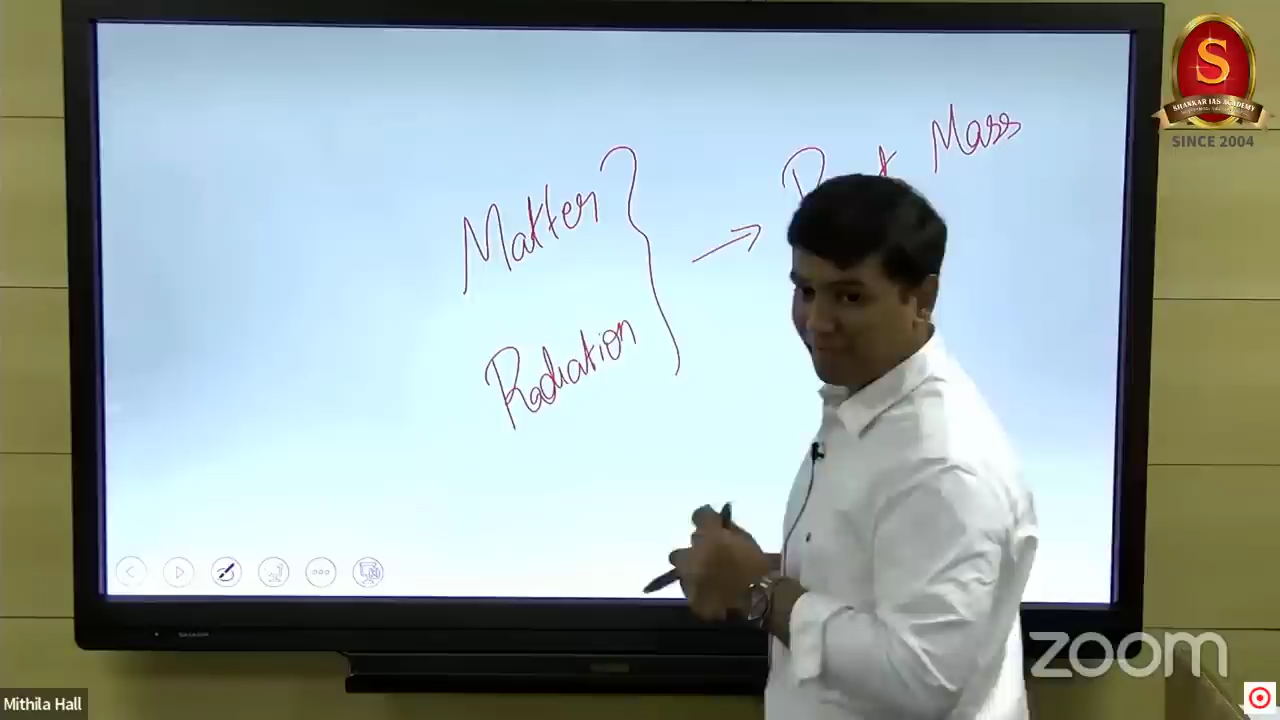 Matter
Radiation
Mass
S
SHANKAR IAS ACADEMY
SINCE 2004
zoom
Mithila Hall